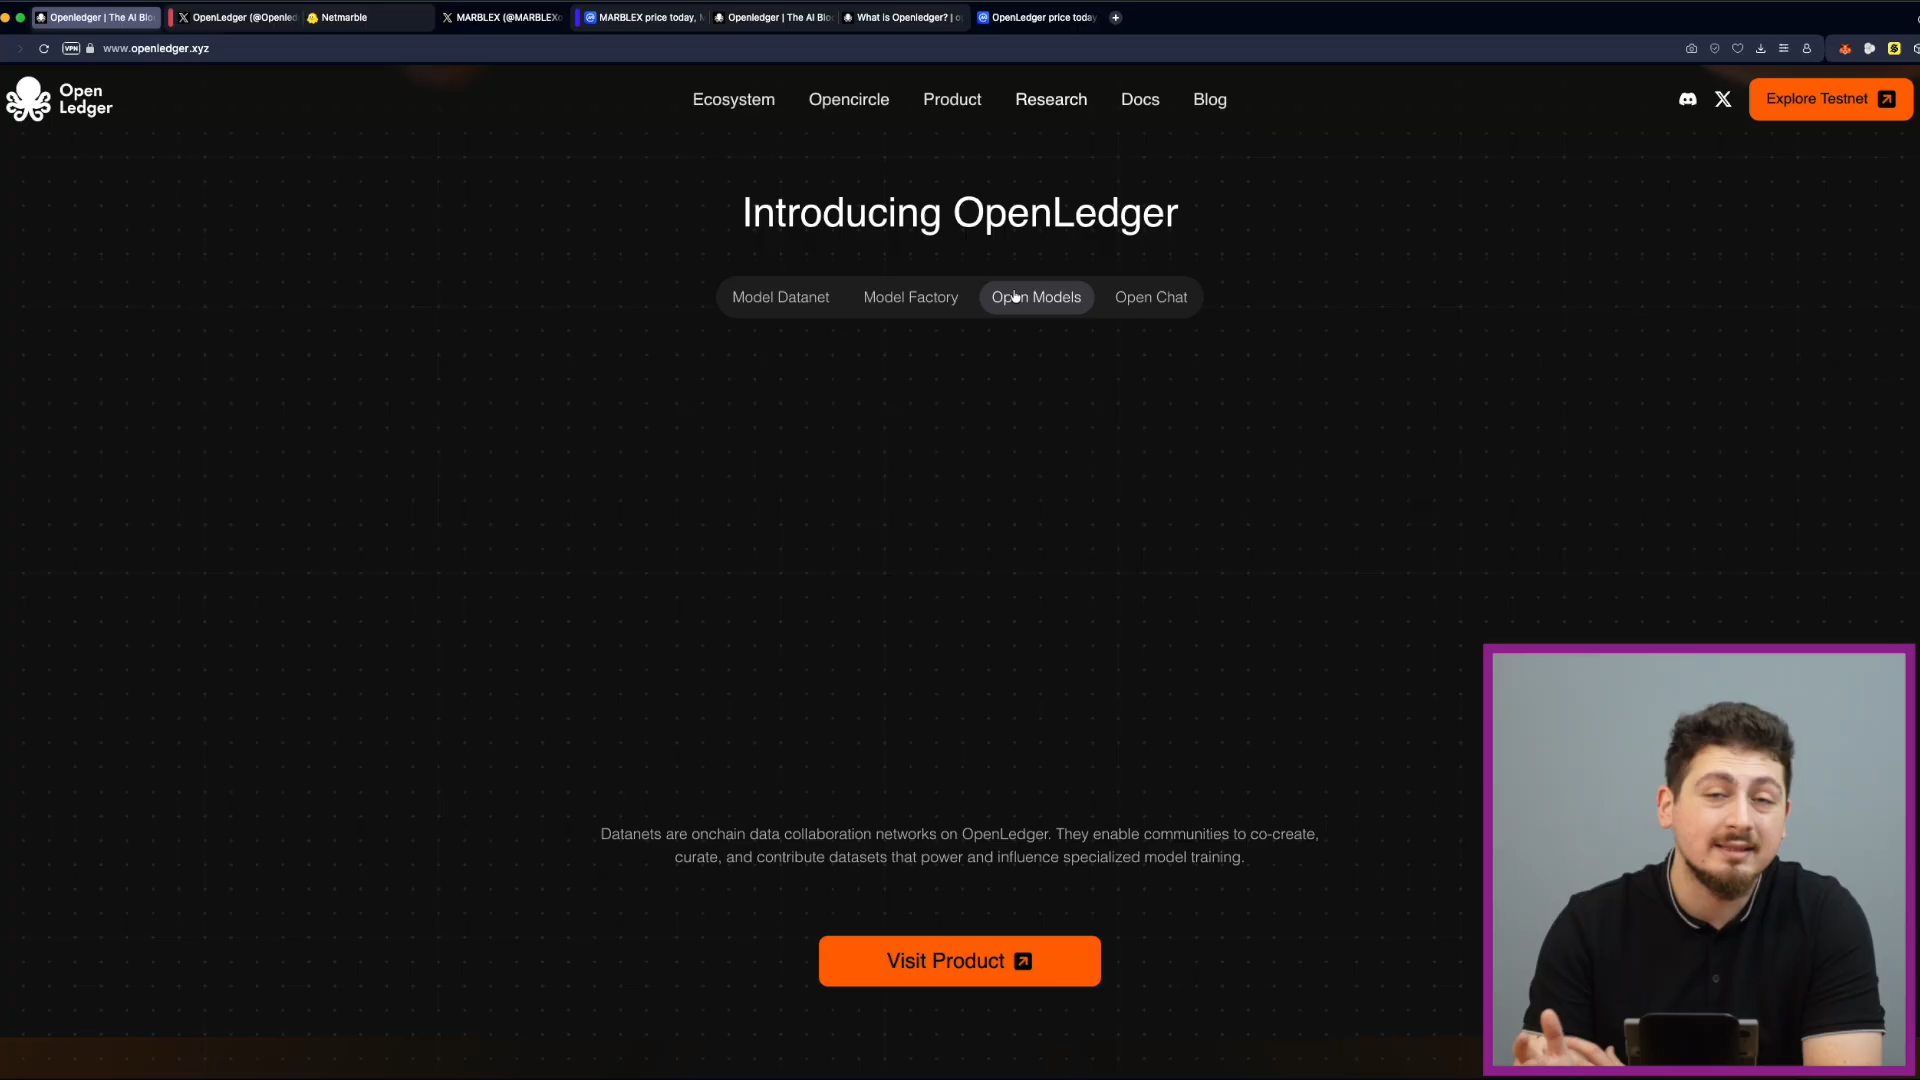 Openledger | The AI Blo
OpenLedger (@Openled
Netmarble
MARBLEX (@MARBLEXo
MARBLEX price today, M
Openledger | The AI Blo
What is Openledger? | o
OpenLedger price today
VPN
www.openledger.xyz
Open
Ledger
Ecosystem
Opencircle
Product
Research
Docs
Blog
Explore Testnet
Introducing OpenLedger
Model Datanet
Model Factory
Open Models
Open Chat
Datanets are onchain data collaboration networks on OpenLedger. They enable communities to co-create,
curate, and contribute datasets that power and influence specialized model training.
Visit Product